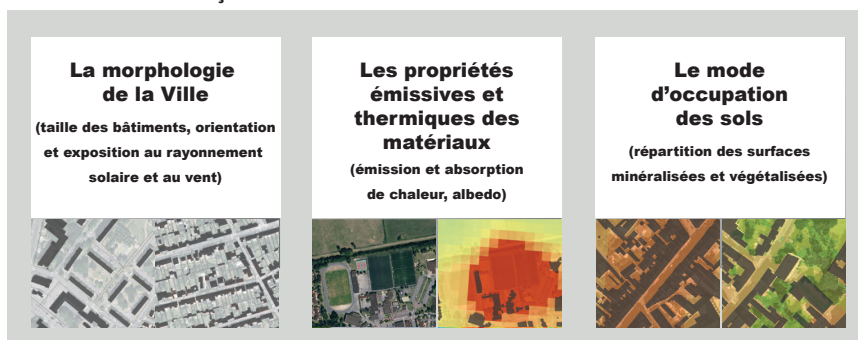 La morphologie
de la Ville
(taille des bâtiments, orientation
et exposition au rayonnement
solaire et au vent)
Les propriétés
émissives et
thermiques des
matériaux
(émission et absorption
de chaleur, albedo)
Le mode
d’occupation
des sols
(répartition des surfaces
minéralisées et végétalisées)